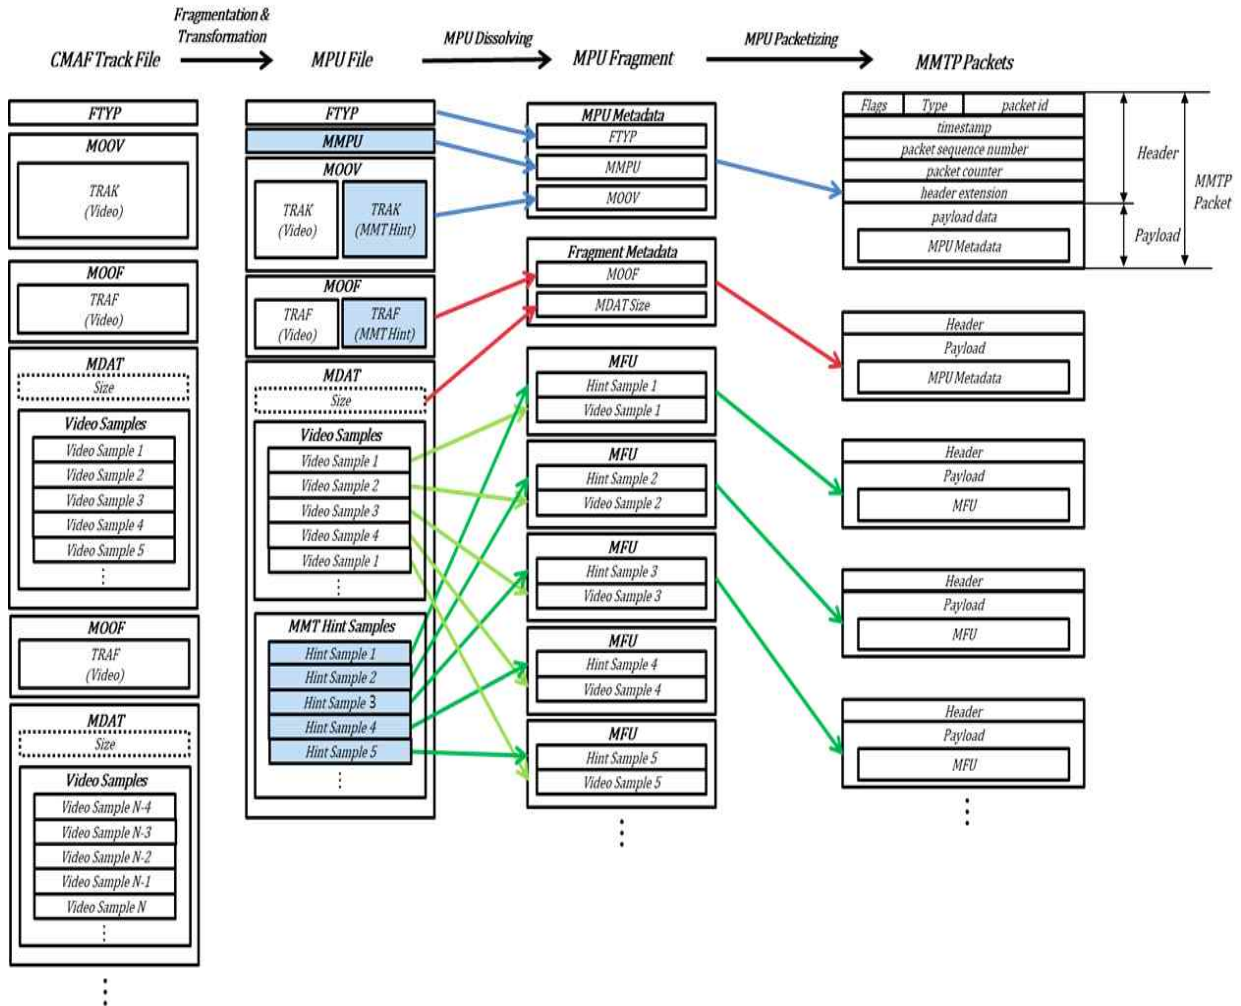 Fragmentation &
Transformation
MPU Dissolving
MPU Packetizing
CMAF Track File
MPU File
MPU Fragment
MMTP Packets
FTYP
MOOV
TRAK
(Video)
MOOF
TRAF
(Video)
MDAT
Size
Video Samples
Video Sample 1
Video Sample 2
Video Sample 3
Video Sample 4
Video Sample 5
⋮
MOOF
TRAF
(Video)
MDAT
Size
Video Samples
Video Sample N-4
Video Sample N-3
Video Sample N-2
Video Sample N-1
Video Sample N
⋮
⋮
FTYP
MMPU
MOOV
TRAK
(Video)
TRAK
(MMT Hint)
MOOF
TRAF
(Video)
TRAF
(MMT Hint)
MDAT
Size
Video Samples
Video Sample 1
Video Sample 2
Video Sample 3
Video Sample 4
Video Sample 1
⋮
MMT Hint Samples
Hint Sample 1
Hint Sample 2
Hint Sample 3
Hint Sample 4
Hint Sample 5
⋮
MPU Metadata
FTYP
MMPU
MOOV
Fragment Metadata
MOOF
MDAT Size
MFU
Hint Sample 1
Video Sample 1
MFU
Hint Sample 2
Video Sample 2
MFU
Hint Sample 3
Video Sample 3
MFU
Hint Sample 4
Video Sample 4
MFU
Hint Sample 5
Video Sample 5
⋮
Flags Type packet id
timestamp
packet sequence number
packet counter
header extension
payload data
MPU Metadata
Header
Payload
MMTP
Packet
Header
Payload
MPU Metadata
Header
Payload
MFU
Header
Payload
MFU
Header
Payload
MFU
⋮